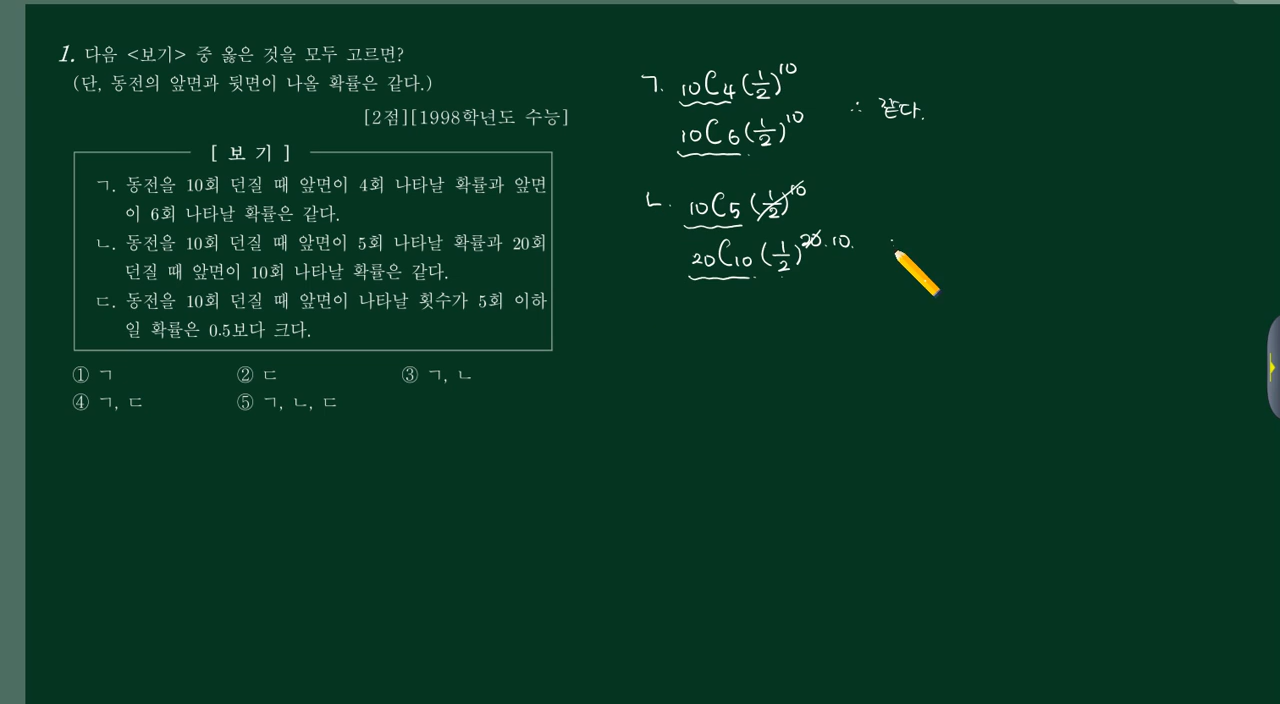 1. 다음 <보기> 중 옳은 것을 모두 고르면?
(단, 동전의 앞면과 뒷면이 나올 확률은 같다.)
[2점][1998학년도 수능]
[ 보 기 ]
ㄱ. 동전을 10회 던질 때 앞면이 4회 나타날 확률과 앞면
이 6회 나타날 확률은 같다.
ㄴ. 동전을 10회 던질 때 앞면이 5회 나타날 확률과 20회
던질 때 앞면이 10회 나타날 확률은 같다.
ㄷ. 동전을 10회 던질 때 앞면이 나타날 횟수가 5회 이하
일 확률은 0.5보다 크다.
① ㄱ ② ㄷ ③ ㄱ, ㄴ
④ ㄱ, ㄷ ⑤ ㄱ, ㄴ, ㄷ
ㄱ. 10C4(1/2)^10
10C6(1/2)^10
∴ 같다.
ㄴ. 10C5(1/2)^10
20C10(1/2)^20 10.